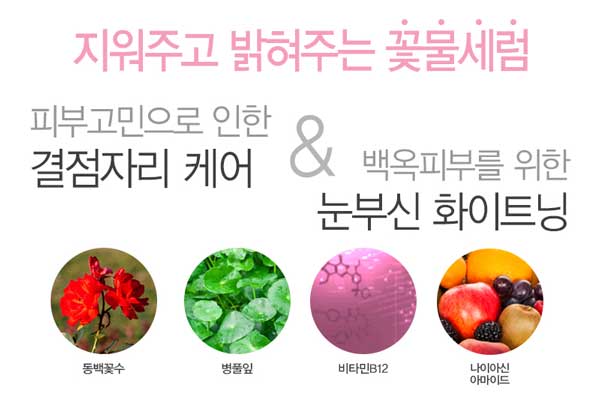 지워주고 밝혀주는 꽃물세럼
피부고민으로 인한
결점자리 케어
&
백옥피부를 위한
눈부신 화이트닝
동백꽃수
병풀잎
비타민B12
나이아신
아마이드